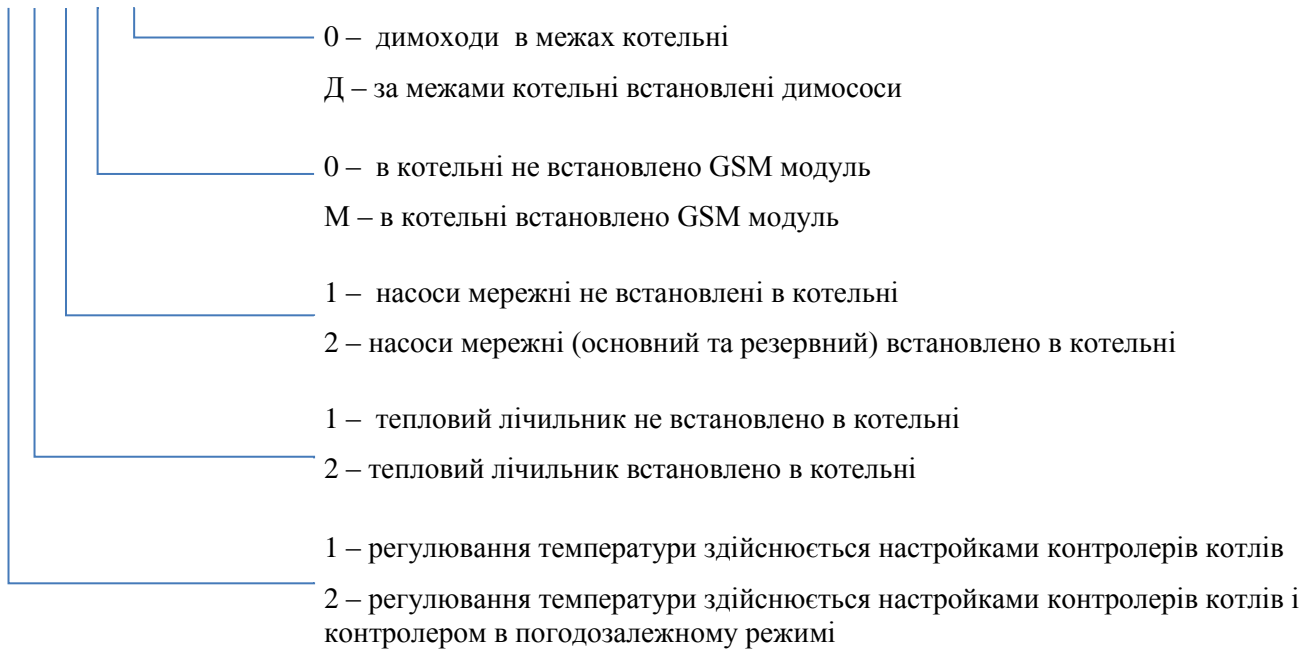 0 – димоходи в межах котельні
Д – за межами котельні встановлені димососи
0 – в котельні не встановлено GSM модуль
М – в котельні встановлено GSM модуль
1 – насоси мережні не встановлені в котельні
2 – насоси мережні (основний та резервний) встановлено в котельні
1 – тепловий лічильник не встановлено в котельні
2 – тепловий лічильник встановлено в котельні
1 – регулювання температури здійснюється настройками контролерів котлів
2 – регулювання температури здійснюється настройками контролерів котлів і
контролером в погодозалежному режимі